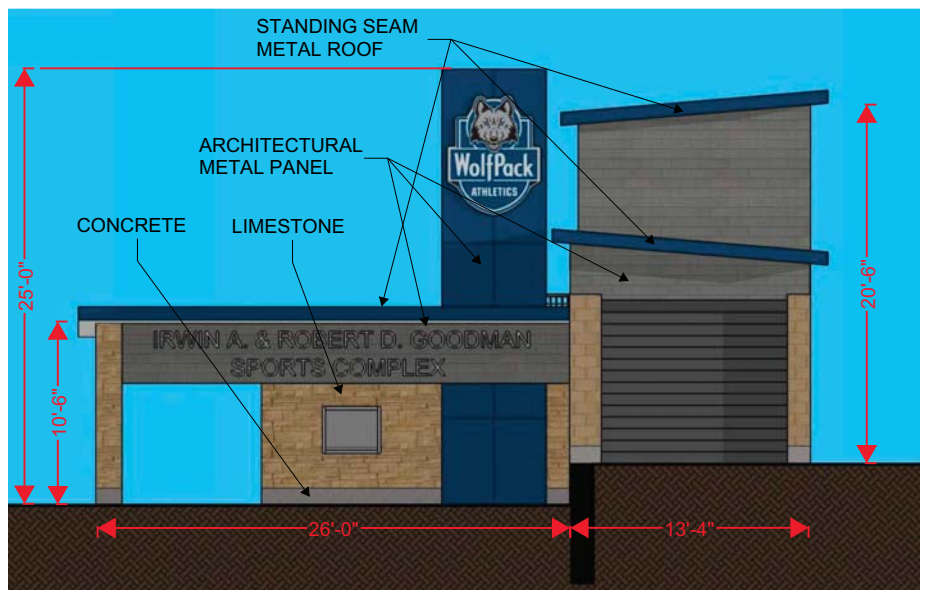 STANDING SEAM
METAL ROOF
ARCHITECTURAL
METAL PANEL
WolfPack
ATHLETICS
CONCRETE
LIMESTONE
25'-0"
20'-6"
IRWIN A. & ROBERT D. GOODMAN
SPORTS COMPLEX
10'-6"
26'-0"
13'-4"